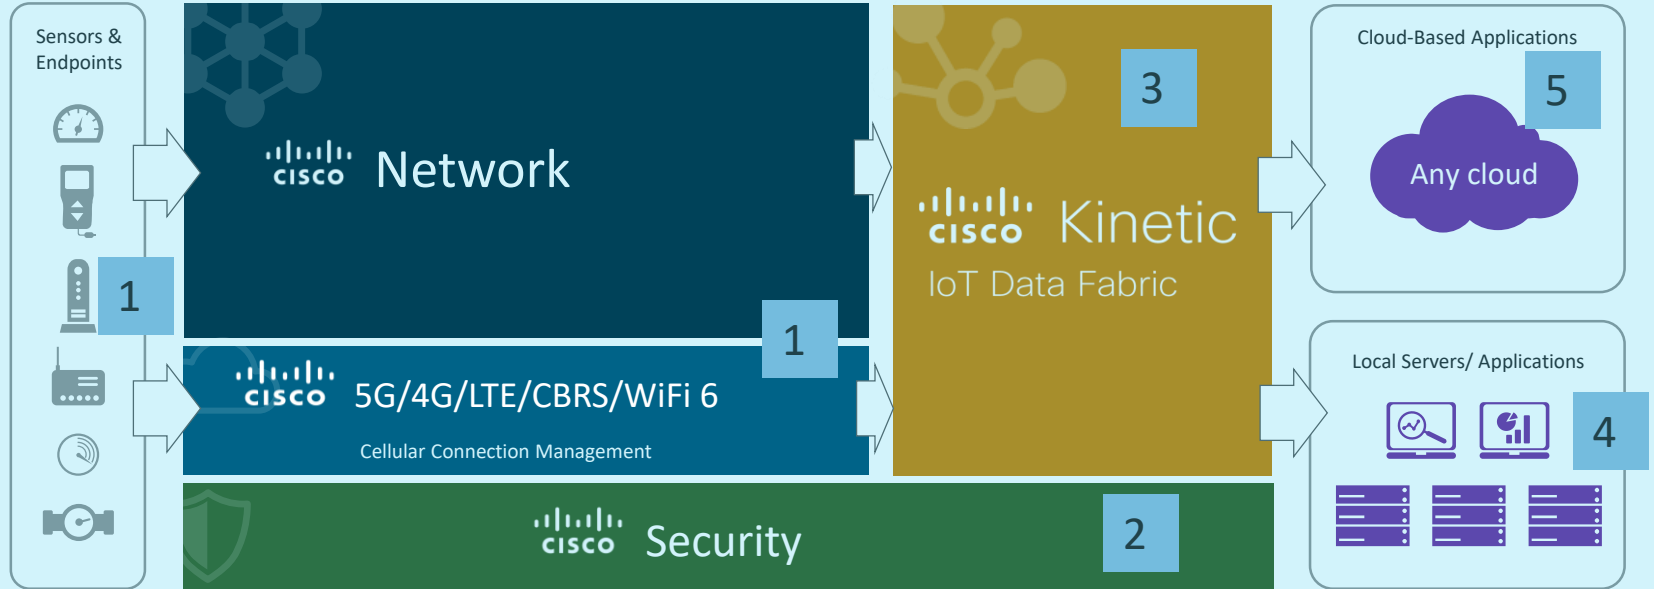 Sensors &
Endpoints
1
CISCO Network
1
CISCO 5G/4G/LTE/CBRS/WiFi 6
Cellular Connection Management
CISCO Security
2
3
CISCO Kinetic
IoT Data Fabric
Cloud-Based Applications
5
Any cloud
Local Servers/ Applications
4